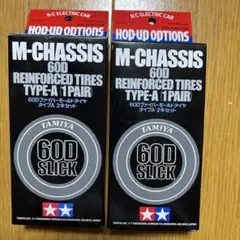 R/C ELECTRIC CAR
HOP-UP OPTIONS
M-CHASSIS
60D
REINFORCED TIRES
TYPE-A (1 PAIR)
60Dファイバーモールドタイヤ
タイプA 2本セット
TAMIYA
60D
SLICK
R/C ELECTRIC CAR
HOP-UP OPTIONS
M-CHASSIS
60D
REINFORCED TIRES
TYPE-A (1 PAIR)
60Dファイバーモールドタイヤ
タイプA 2本セット
TAMIYA
60D
SLICK